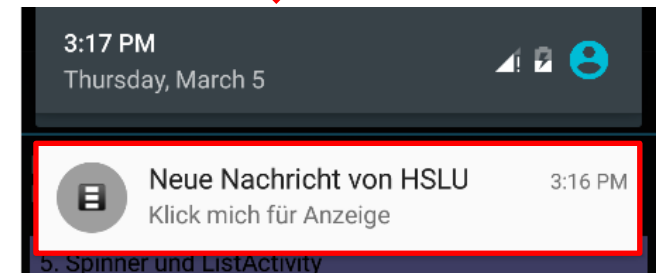 3:17 PM
Thursday, March 5
Neue Nachricht von HSLU 3:16 PM
Klick mich für Anzeige
5. Spinner und ListActivity